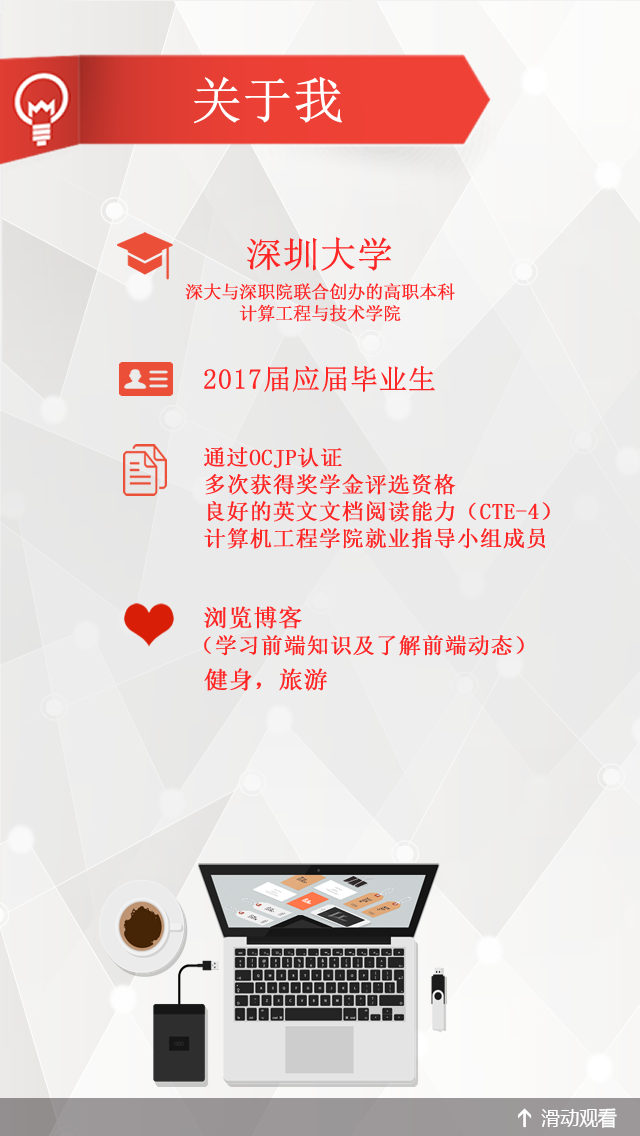 关于我
深圳大学
深大与深职院联合创办的高职本科
计算工程与技术学院
2017届应届毕业生
通过OCJP认证
多次获得奖学金评选资格
良好的英文文档阅读能力（CTE-4）
计算机工程学院就业指导小组成员
浏览博客
（学习前端知识及了解前端动态）
健身，旅游
滑动观看